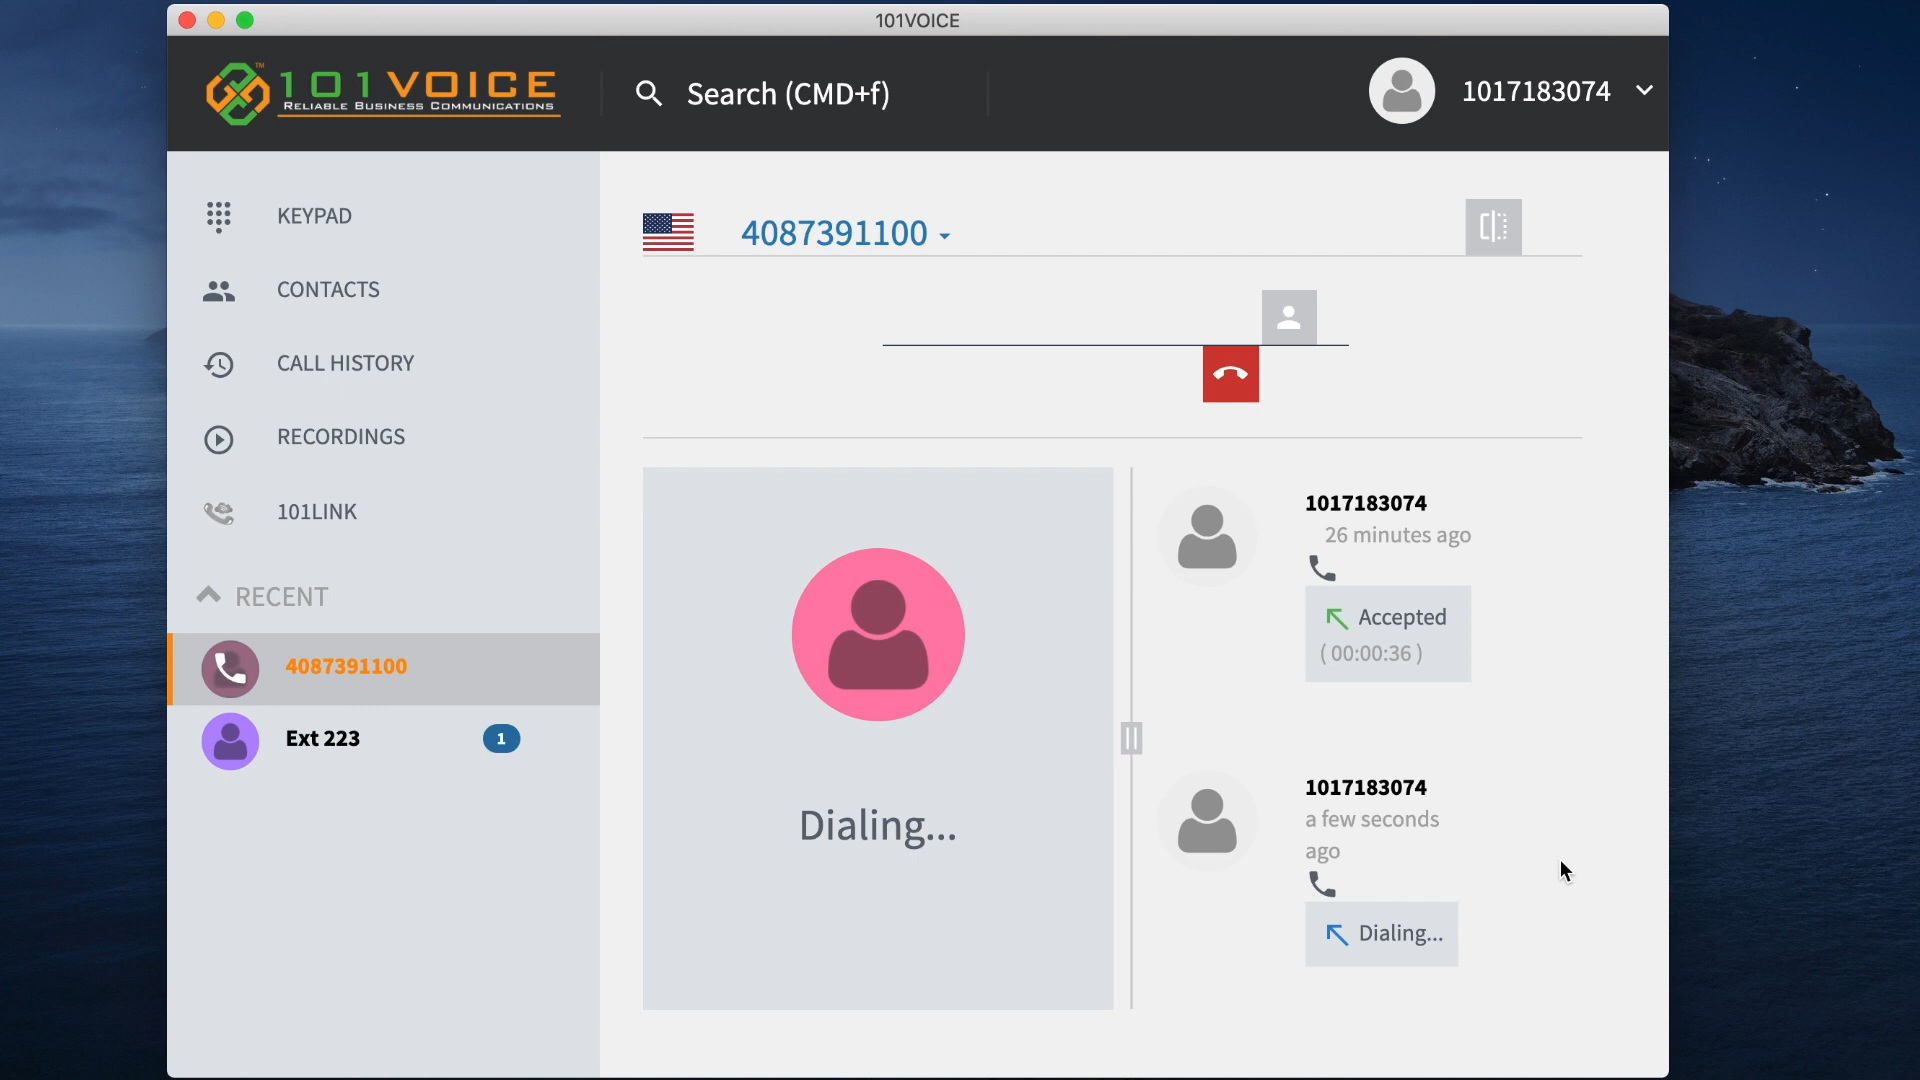 101VOICE
101VOICE™
RELIABLE BUSINESS COMMUNICATIONS
Search (CMD+f)
1017183074
KEYPAD
CONTACTS
CALL HISTORY
RECORDINGS
101LINK
RECENT
4087391100
Ext 223
1
4087391100
Dialing...
1017183074
26 minutes ago
Accepted
( 00:00:36 )
1017183074
a few seconds
ago
Dialing...